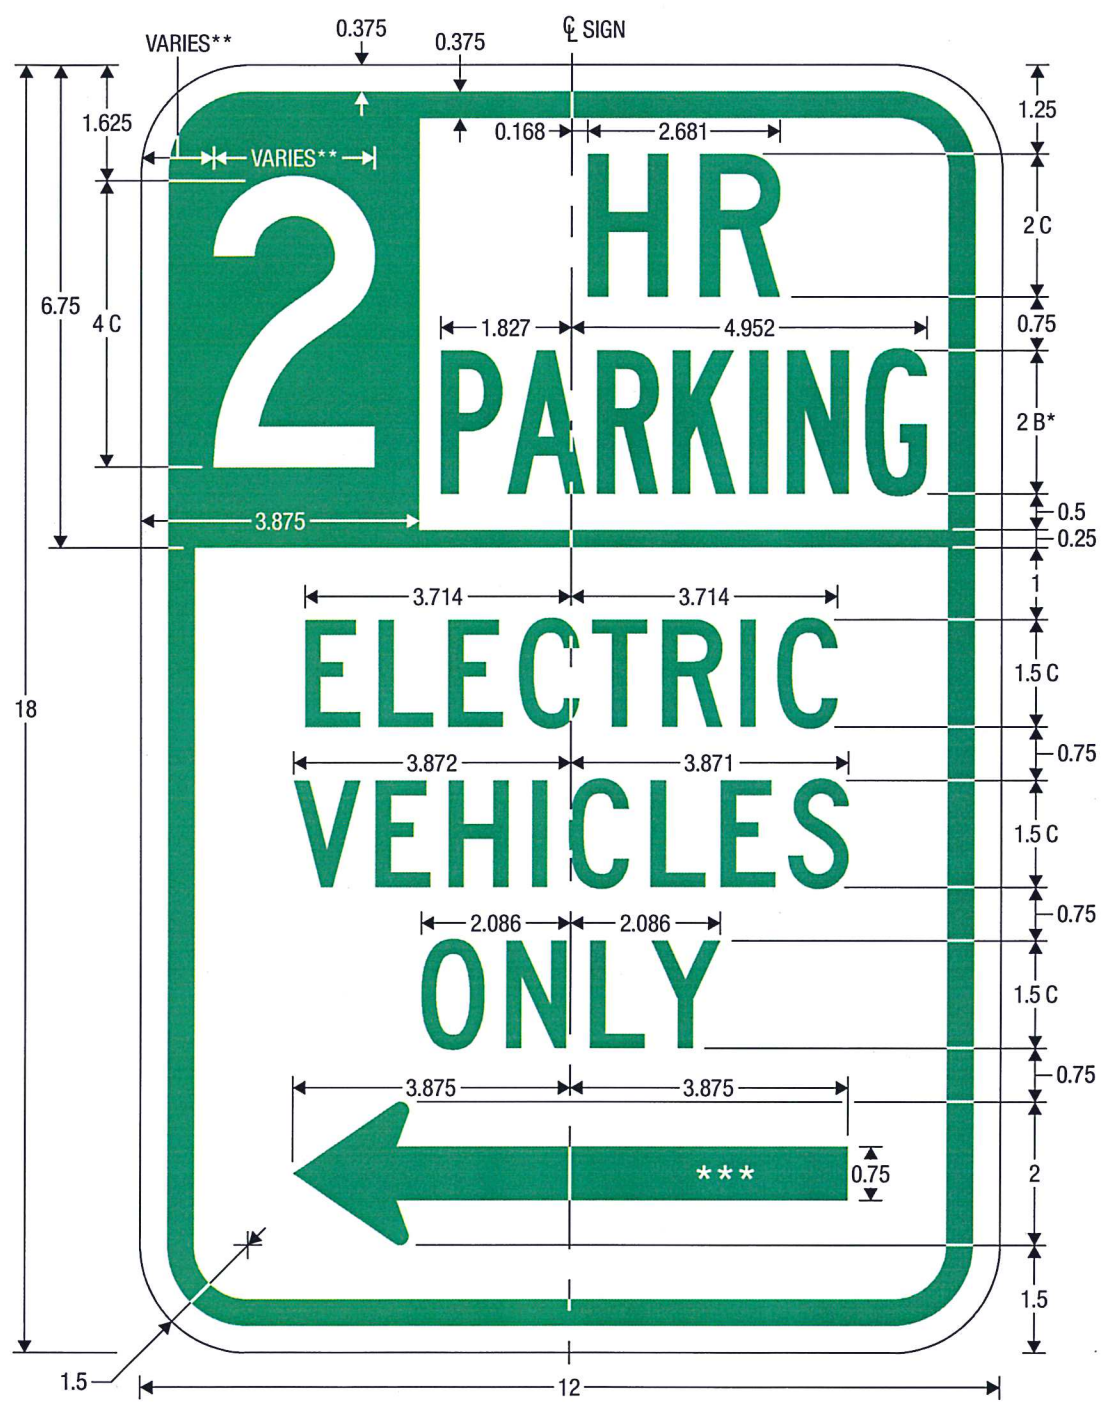 VARIES** 0.375 0.375 ℄ SIGN
1.625 VARIES** 0.168 2.681 1.25
2 HR 2 C
6.75 4 C 1.827 4.952 0.75
PARKING 2 B*
3.875 0.5
0.25
3.714 3.714 1
ELECTRIC 1.5 C
18
3.872 3.871 0.75
VEHICLES 1.5 C
2.086 2.086 0.75
ONLY 1.5 C
3.875 3.875 0.75
*** 0.75 2
1.5
1.5
12